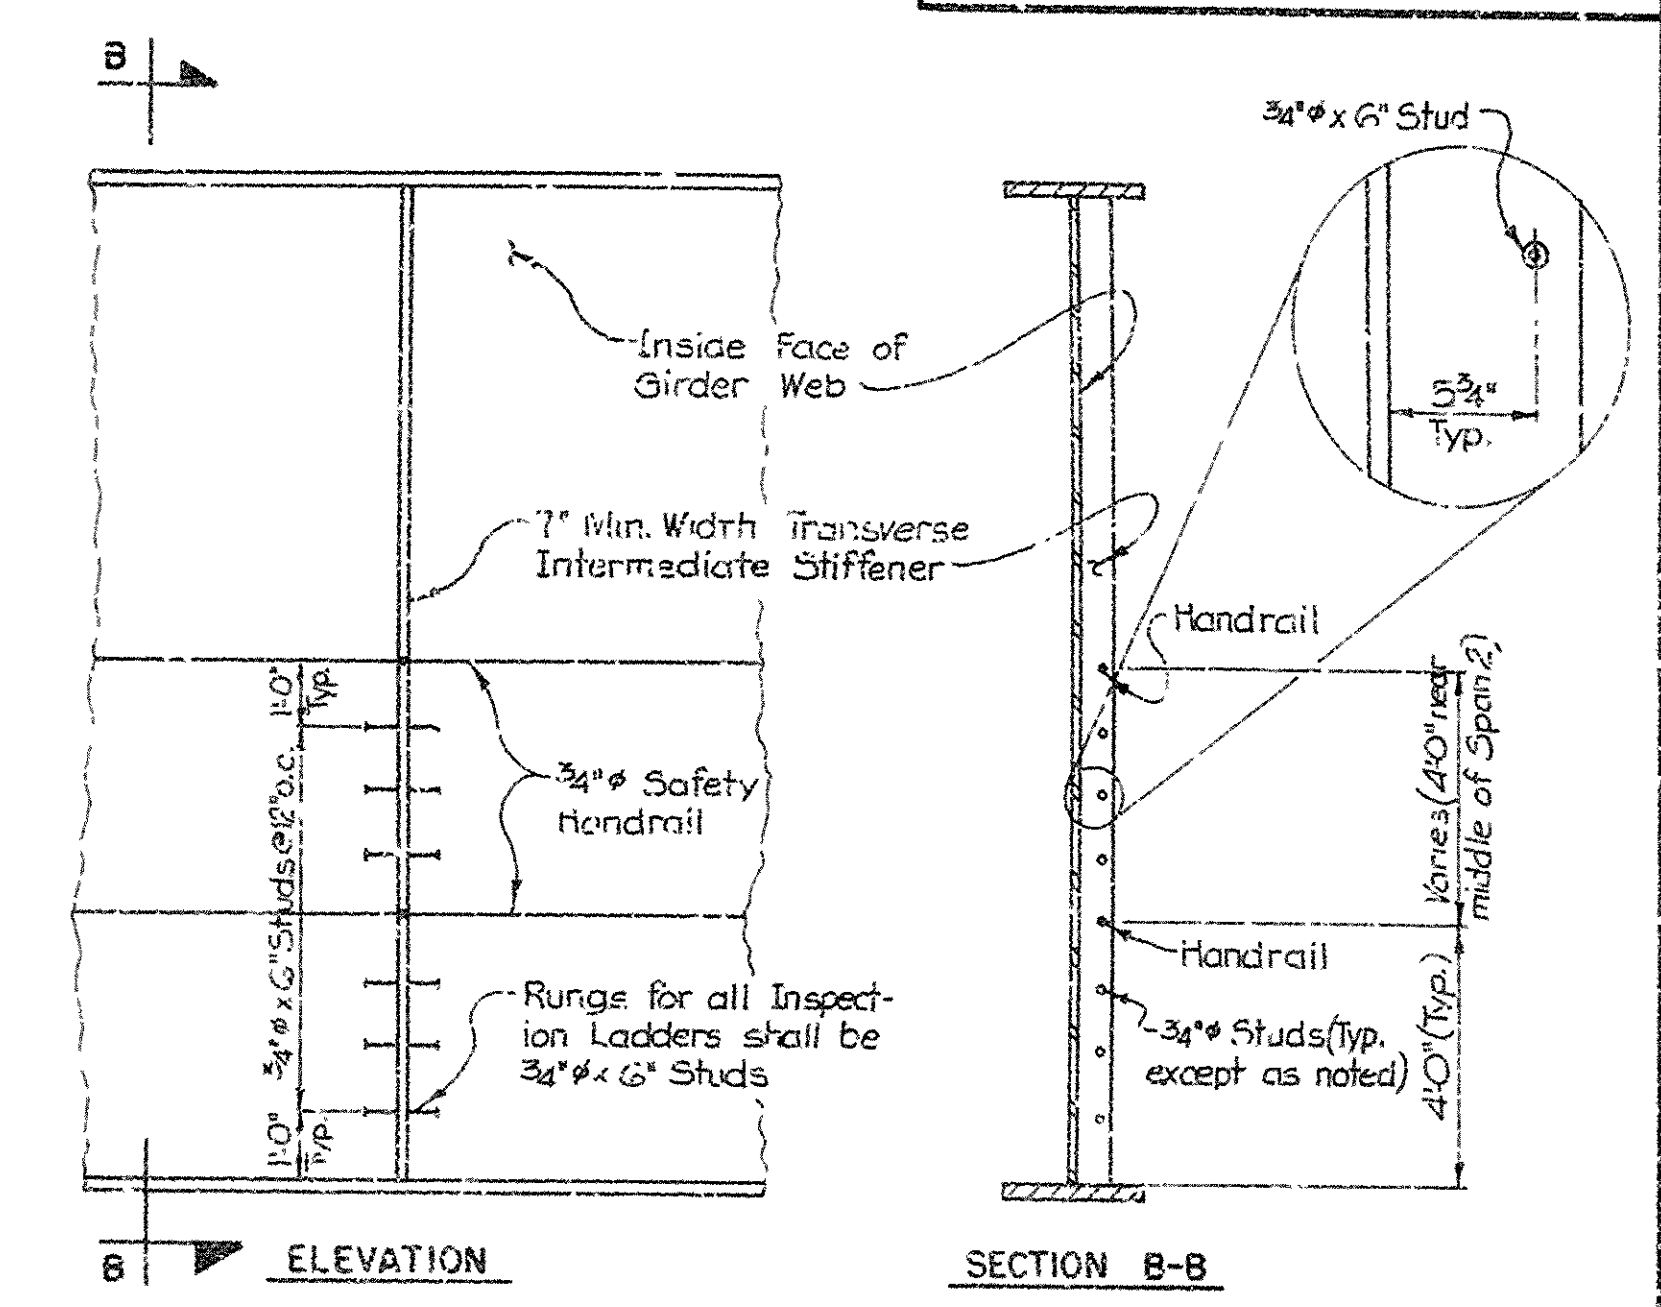 B
3/4"ø x 6" Stud
Inside Face of
Girder Web
5 3/4"
Typ.
7" Min. Width Transverse
Intermediate Stiffener
Handrail
1'-0"
Typ.
3/4"ø x 6" Studs @ 12" o.c.
3/4"ø Safety
Handrail
Varies (4'-0" near
middle of Span 2)
Handrail
Rungs for all Inspect-
ion Ladders shall be
3/4"ø x 6" Studs
3/4"ø Studs (Typ.
except as noted)
4'-0" (Typ.)
1'-0"
Typ.
B
ELEVATION
SECTION B-B